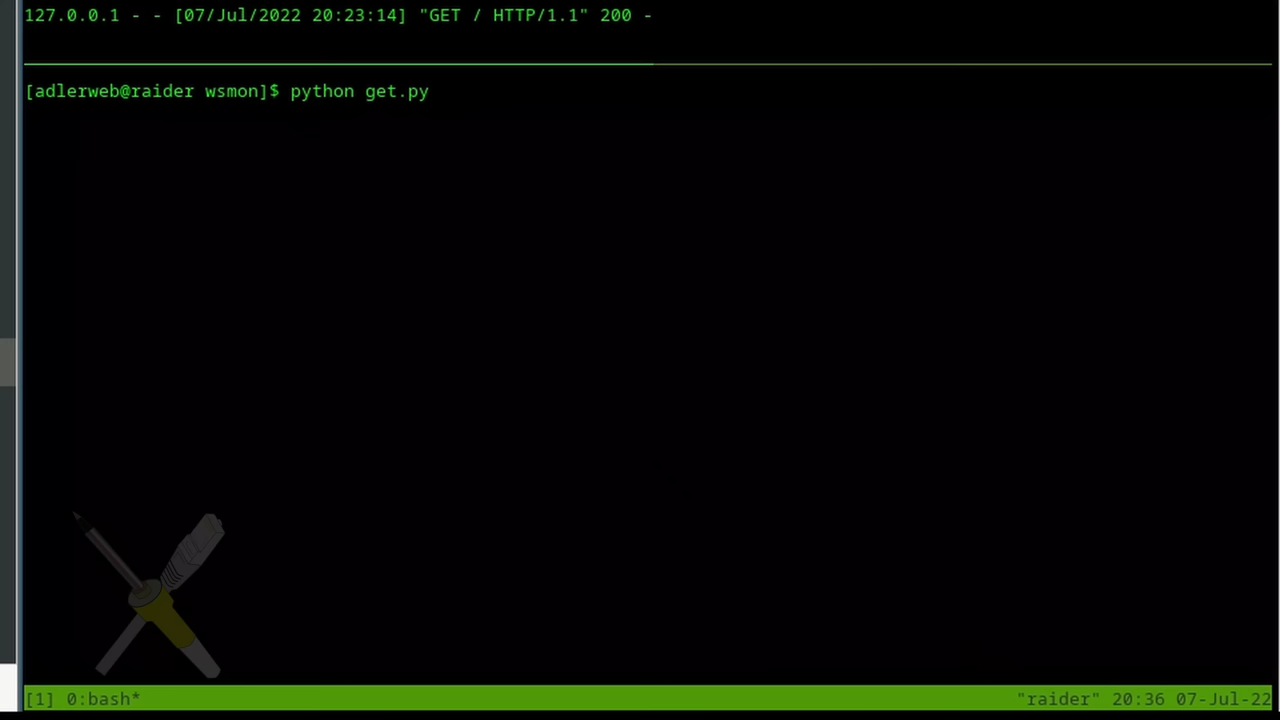 127.0.0.1 - - [07/Jul/2022 20:23:14] "GET / HTTP/1.1" 200 -
[adlerweb@raider wsmon]$ python get.py
[1] 0:bash* "raider" 20:36 07-Jul-22